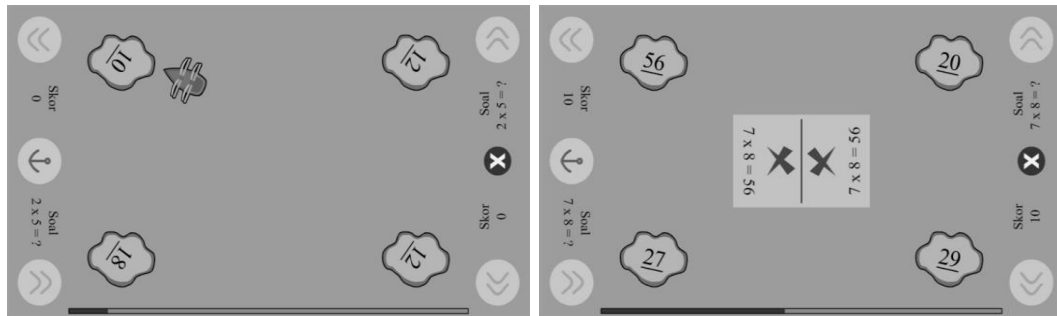 10
12
Skor
0
Soal
2 x 5 = ?
X
Soal
2 x 5 = ?
Skor
0
18
12
56
20
Skor
10
Soal
7 x 8 = ?
7 x 8 = 56
7 x 8 = 56
X
Soal
7 x 8 = ?
Skor
10
27
29